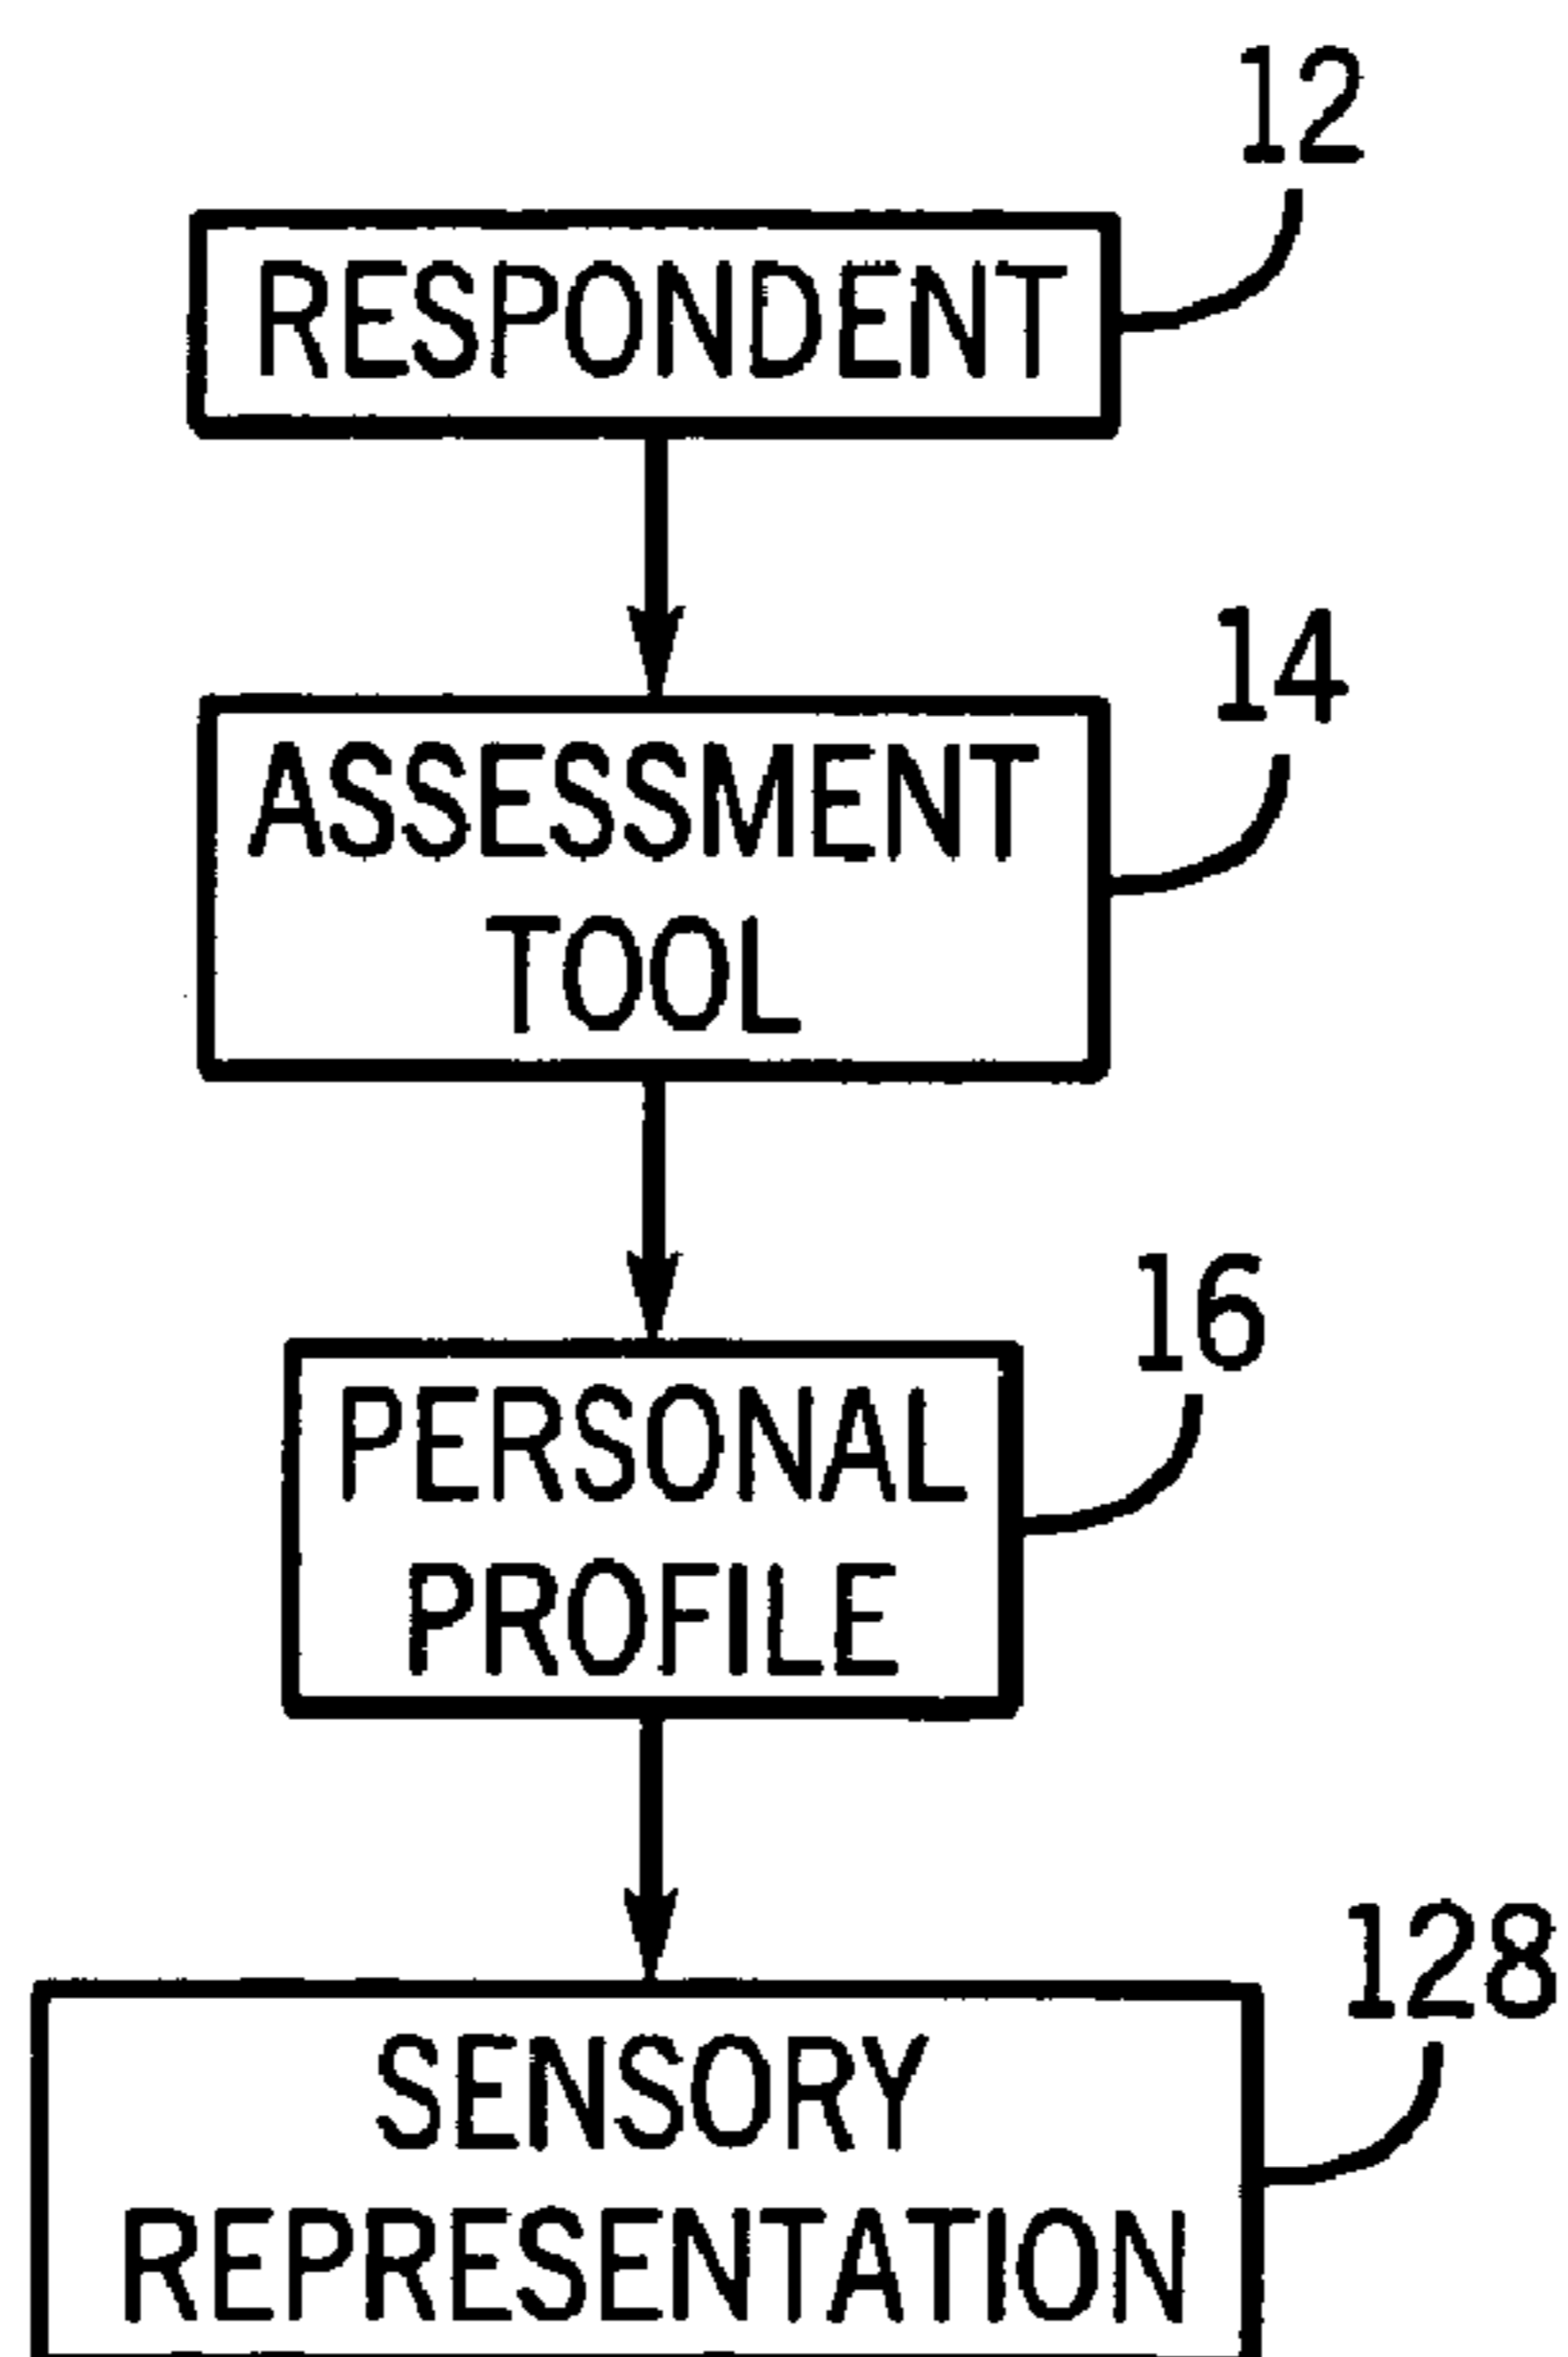 12
RESPONDENT
14
ASSESSMENT
TOOL
16
PERSONAL
PROFILE
128
SENSORY
REPRESENTATION